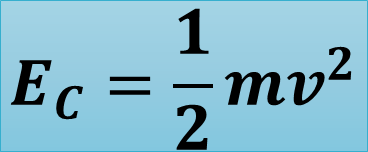 E_C = 1/2 mv²